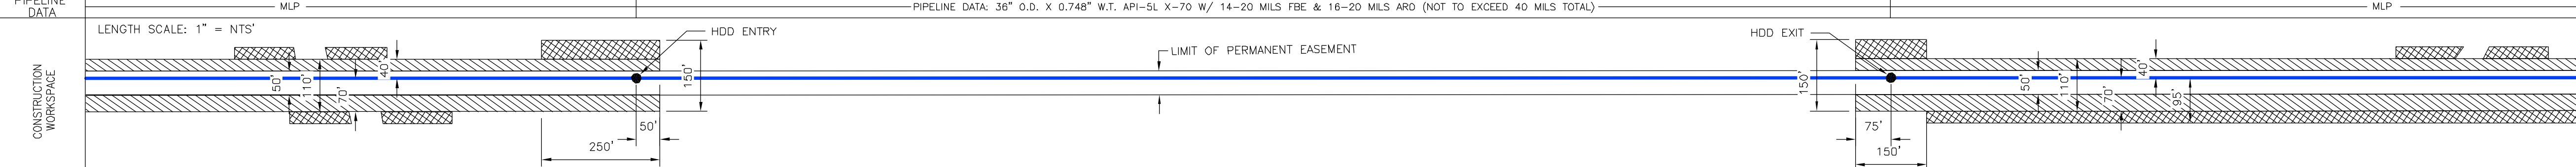 PIPELINE
DATA
MLP
PIPELINE DATA: 36" O.D. X 0.748" W.T. API-5L X-70 W/ 14-20 MILS FBE & 16-20 MILS ARO (NOT TO EXCEED 40 MILS TOTAL)
MLP
LENGTH SCALE: 1" = NTS'
CONSTRUCTION
WORKSPACE
50'
110'
70'
40'
HDD ENTRY
150'
50'
250'
LIMIT OF PERMANENT EASEMENT
HDD EXIT
150'
75'
150'
50'
110'
70'
40'
95'